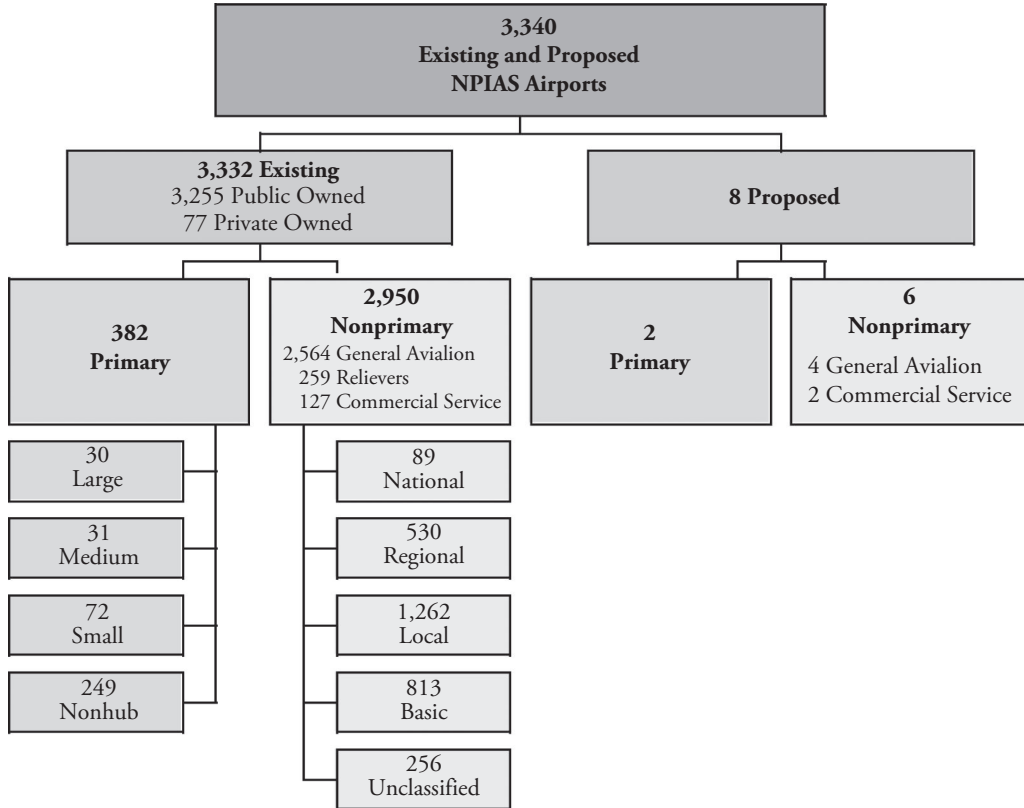 3,340
Existing and Proposed
NPIAS Airports
3,332 Existing
3,255 Public Owned
77 Private Owned
8 Proposed
382
Primary
2,950
Nonprimary
2,564 General Avialion
259 Relievers
127 Commercial Service
2
Primary
6
Nonprimary
4 General Avialion
2 Commercial Service
30
Large
31
Medium
72
Small
249
Nonhub
89
National
530
Regional
1,262
Local
813
Basic
256
Unclassified